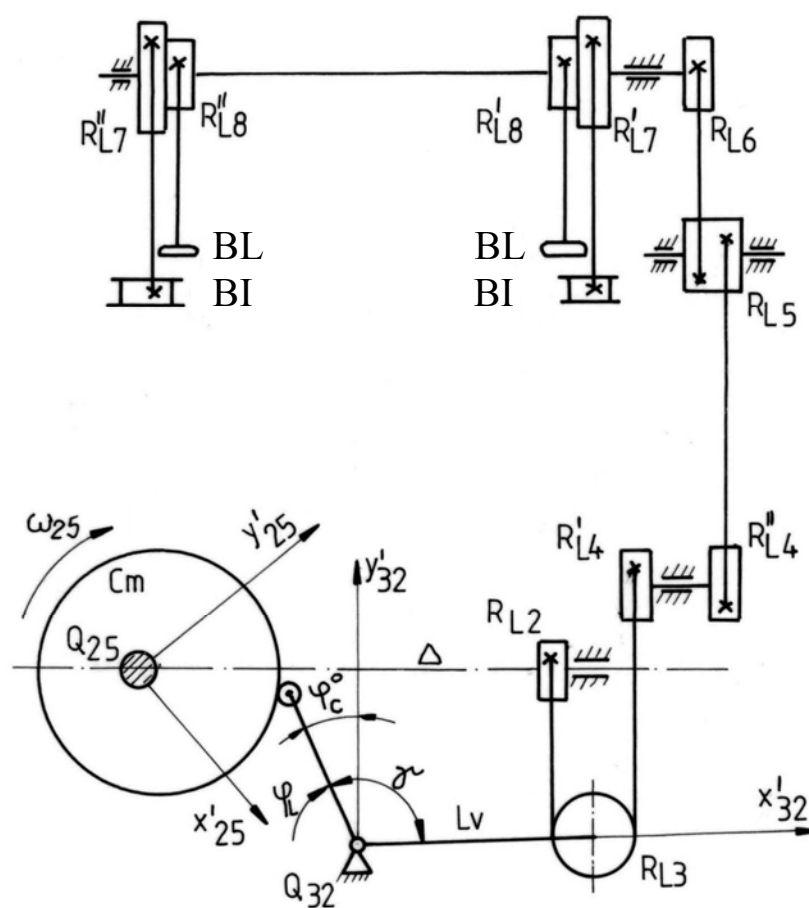 R"L7
R"L8
R'L8
R'L7
RL6
BL
BL
BI
BI
RL5
ω25
y'25
Cm
y'32
R'L4
R"L4
Q25
Δ
RL2
φ°c
φL
γ
x'25
Lv
x'32
Q32
RL3